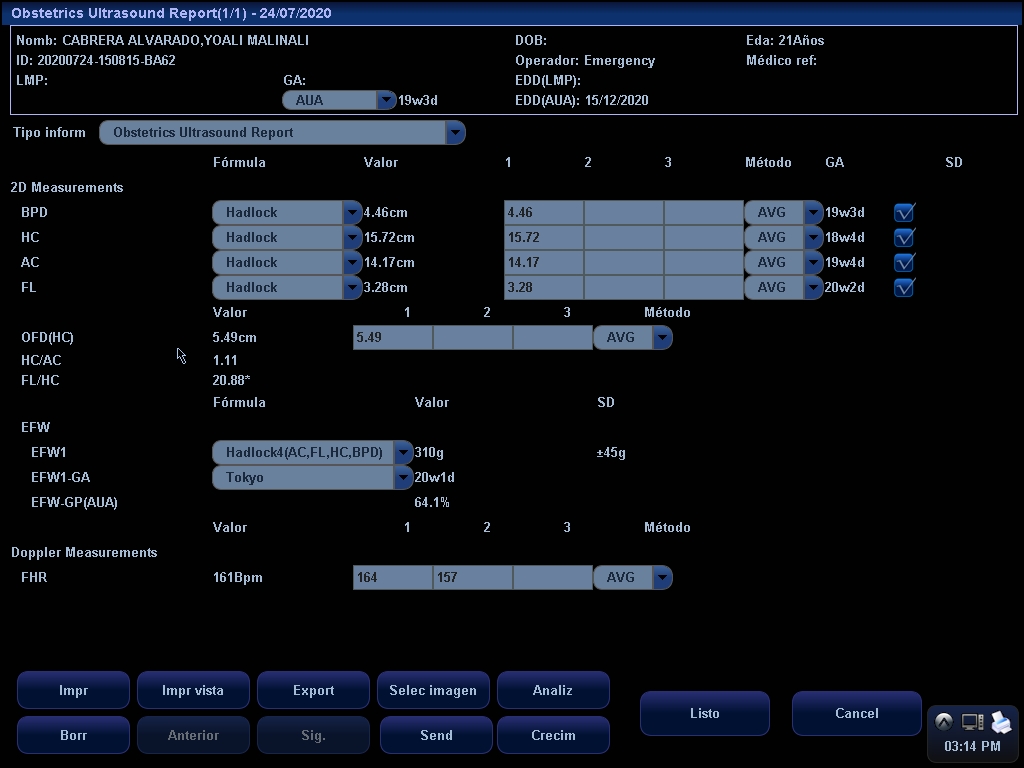 Obstetrics Ultrasound Report(1/1) - 24/07/2020
Nomb: CABRERA ALVARADO,YOALI MALINALI DOB: Eda: 21Años
ID: 20200724-150815-BA62 Operador: Emergency Médico ref:
LMP: GA: EDD(LMP):
AUA 19w3d EDD(AUA): 15/12/2020
Tipo inform Obstetrics Ultrasound Report
Fórmula Valor 1 2 3 Método GA SD
2D Measurements
BPD Hadlock 4.46cm 4.46 AVG 19w3d
HC Hadlock 15.72cm 15.72 AVG 18w4d
AC Hadlock 14.17cm 14.17 AVG 19w4d
FL Hadlock 3.28cm 3.28 AVG 20w2d
Valor 1 2 3 Método
OFD(HC) 5.49cm 5.49 AVG
HC/AC 1.11
FL/HC 20.88*
Fórmula Valor SD
EFW
EFW1 Hadlock4(AC,FL,HC,BPD) 310g ±45g
EFW1-GA Tokyo 20w1d
EFW-GP(AUA) 64.1%
Valor 1 2 3 Método
Doppler Measurements
FHR 161Bpm 164 157 AVG
Impr Impr vista Export Selec imagen Analiz
Listo Cancel
Borr Anterior Sig. Send Crecim
03:14 PM